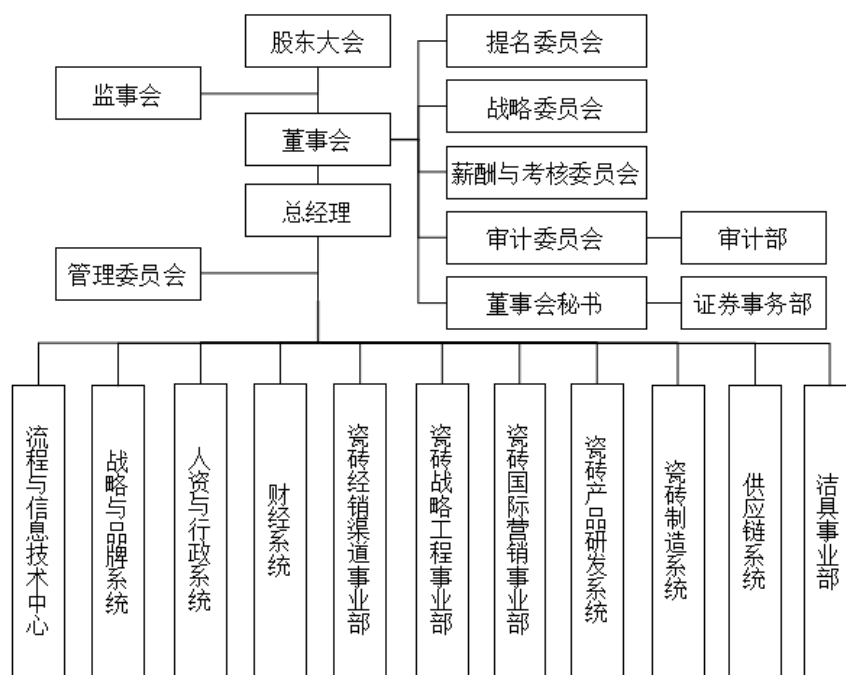 股东大会
提名委员会
监事会
战略委员会
董事会
薪酬与考核委员会
总经理
审计委员会
审计部
管理委员会
董事会秘书
证券事务部
流程与信息技术中心
战略与品牌系统
人资与行政系统
财经系统
瓷砖经销渠道事业部
瓷砖战略工程事业部
瓷砖国际营销事业部
瓷砖产品研发系统
瓷砖制造系统
供应链系统
洁具事业部